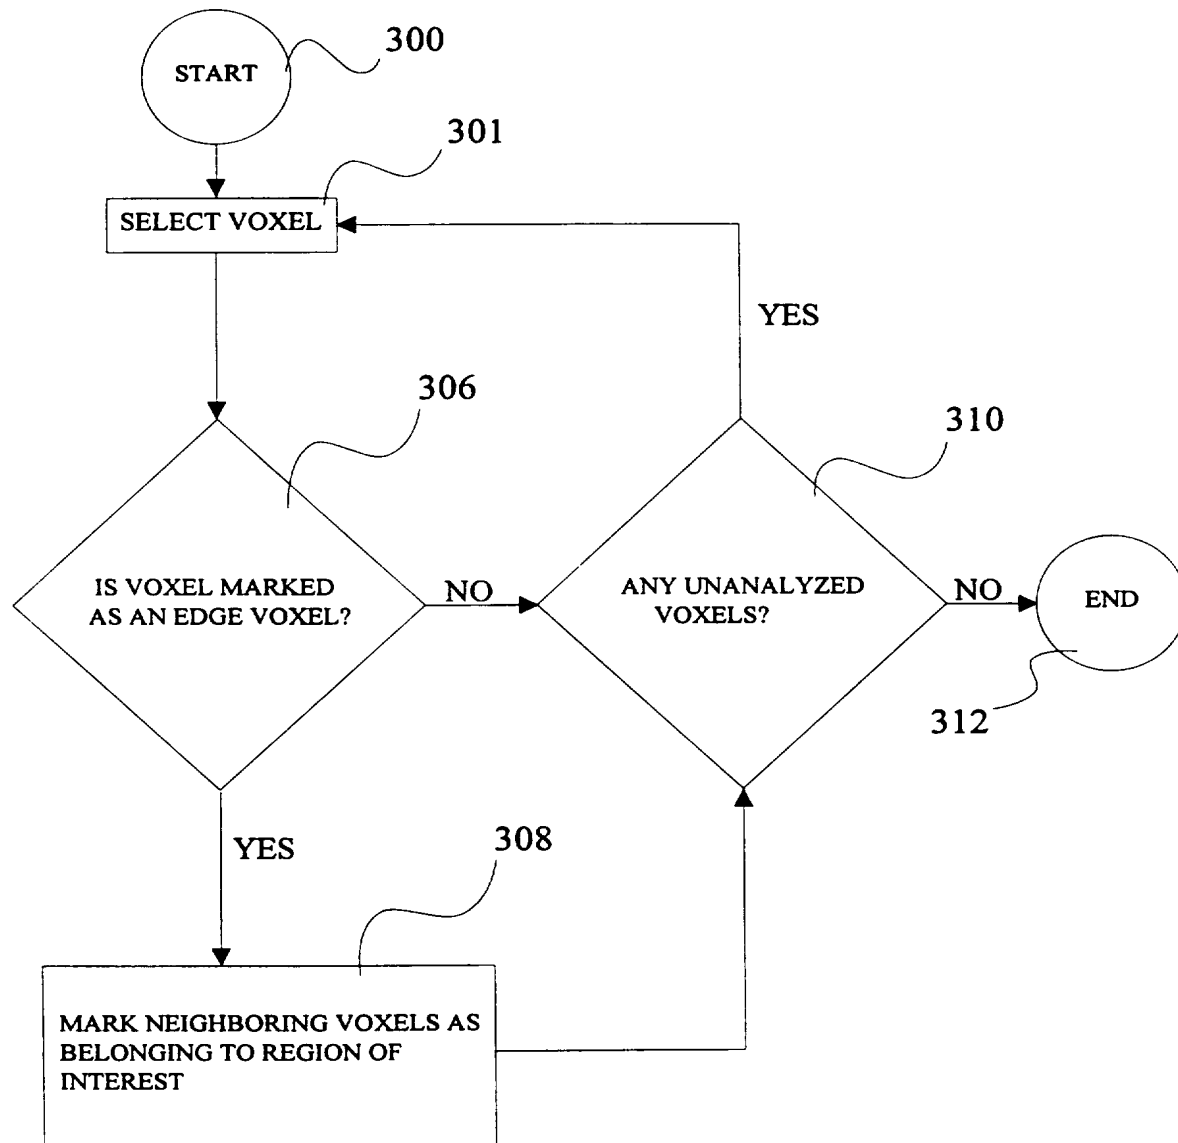 300
START
301
SELECT VOXEL
YES
306
310
IS VOXEL MARKED
AS AN EDGE VOXEL?
NO
ANY UNANALYZED
VOXELS?
NO
END
312
YES
308
MARK NEIGHBORING VOXELS AS
BELONGING TO REGION OF
INTEREST